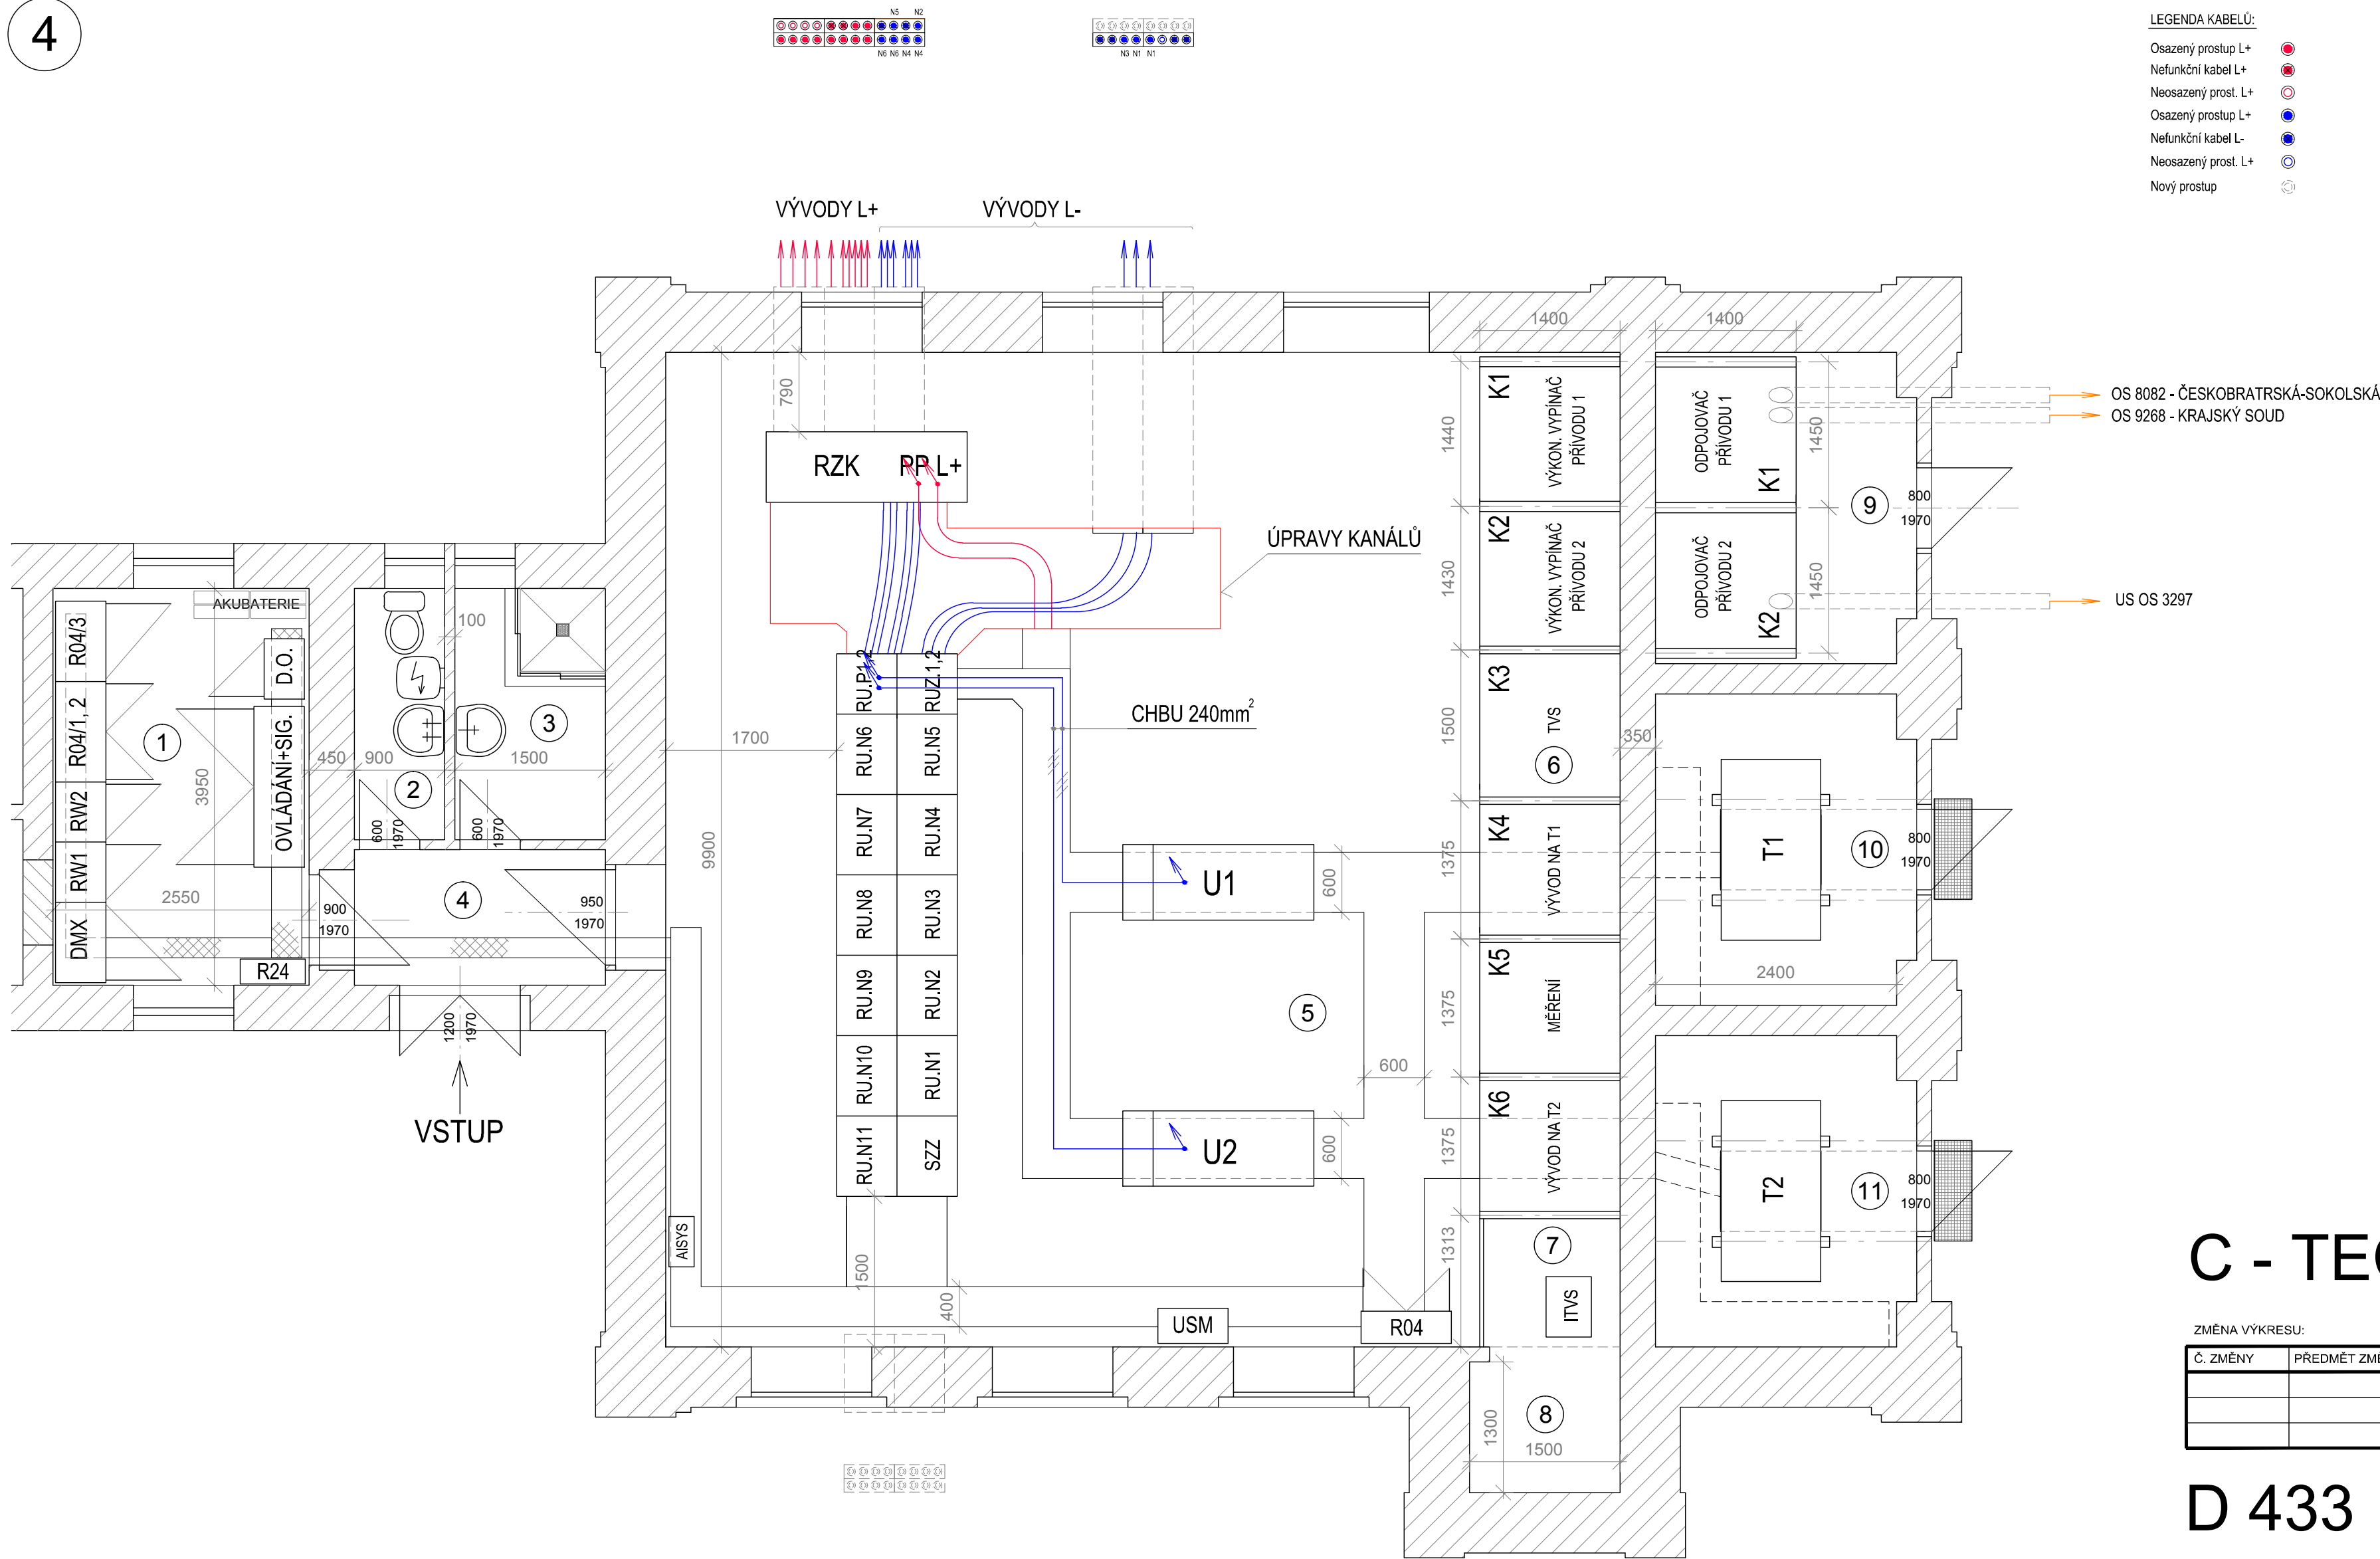 4
N5 N2
N6 N6 N4 N4
N3 N1 N1
LEGENDA KABELŮ:
Osazený prostup L+
Nefunkční kabel L+
Neosazený prost. L+
Osazený prostup L+
Nefunkční kabel L-
Neosazený prost. L+
Nový prostup
VÝVODY L+
VÝVODY L-
1400
1400
790
RZK
PP L+
K1
VÝKON. VYPÍNAČ
PŘÍVODU 1
1440
ODPOJOVAČ
PŘÍVODU 1
K1
1450
OS 8082 - ČESKOBRATRSKÁ-SOKOLSKÁ
OS 9268 - KRAJSKÝ SOUD
9
800
1970
ÚPRAVY KANÁLŮ
K2
VÝKON. VYPÍNAČ
PŘÍVODU 2
1430
ODPOJOVAČ
PŘÍVODU 2
K2
1450
US OS 3297
AKUBATERIE
100
R04/3
D.O.
R04/1, 2
1
OVLÁDÁNÍ+SIG.
3950
RW2
RW1
DMX
2550
R24
450
900
1500
2
3
600
1970
600
1970
4
900
1970
950
1970
1200
1970
VSTUP
1700
9900
RU.P1,2
RUZ.1,2
RU.N6
RU.N5
RU.N7
RU.N4
RU.N8
RU.N3
RU.N9
RU.N2
RU.N10
RU.N1
RU.N11
SZZ
CHBU 240mm2
K3
TVS
1500
6
350
K4
VÝVOD NA T1
1375
U1
600
T1
10
800
1970
2400
K5
MĚŘENÍ
1375
5
600
K6
VÝVOD NA T2
1375
U2
600
T2
11
800
1970
AISYS
1500
400
USM
R04
1313
7
ITVS
8
1300
1500
C - TEC
ZMĚNA VÝKRESU:
Č. ZMĚNY
PŘEDMĚT ZMĚ
D 433